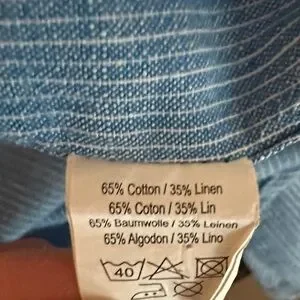 65% Cotton / 35% Linen
65% Coton / 35% Lin
65% Baumwolle / 35% Leinen
65% Algodon / 35% Lino
40